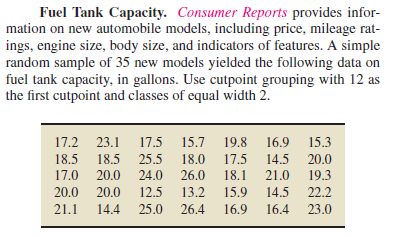 Fuel Tank Capacity. Consumer Reports provides infor-
mation on new automobile models, including price, mileage rat-
ings, engine size, body size, and indicators of features. A simple
random sample of 35 new models yielded the following data on
fuel tank capacity, in gallons. Use cutpoint grouping with 12 as
the first cutpoint and classes of equal width 2.
17.2 23.1 17.5 15.7 19.8 16.9 15.3
18.5 18.5 25.5 18.0 17.5 14.5 20.0
17.0 20.0 24.0 26.0 18.1 21.0 19.3
20.0 20.0 12.5 13.2 15.9 14.5 22.2
21.1 14.4 25.0 26.4 16.9 16.4 23.0